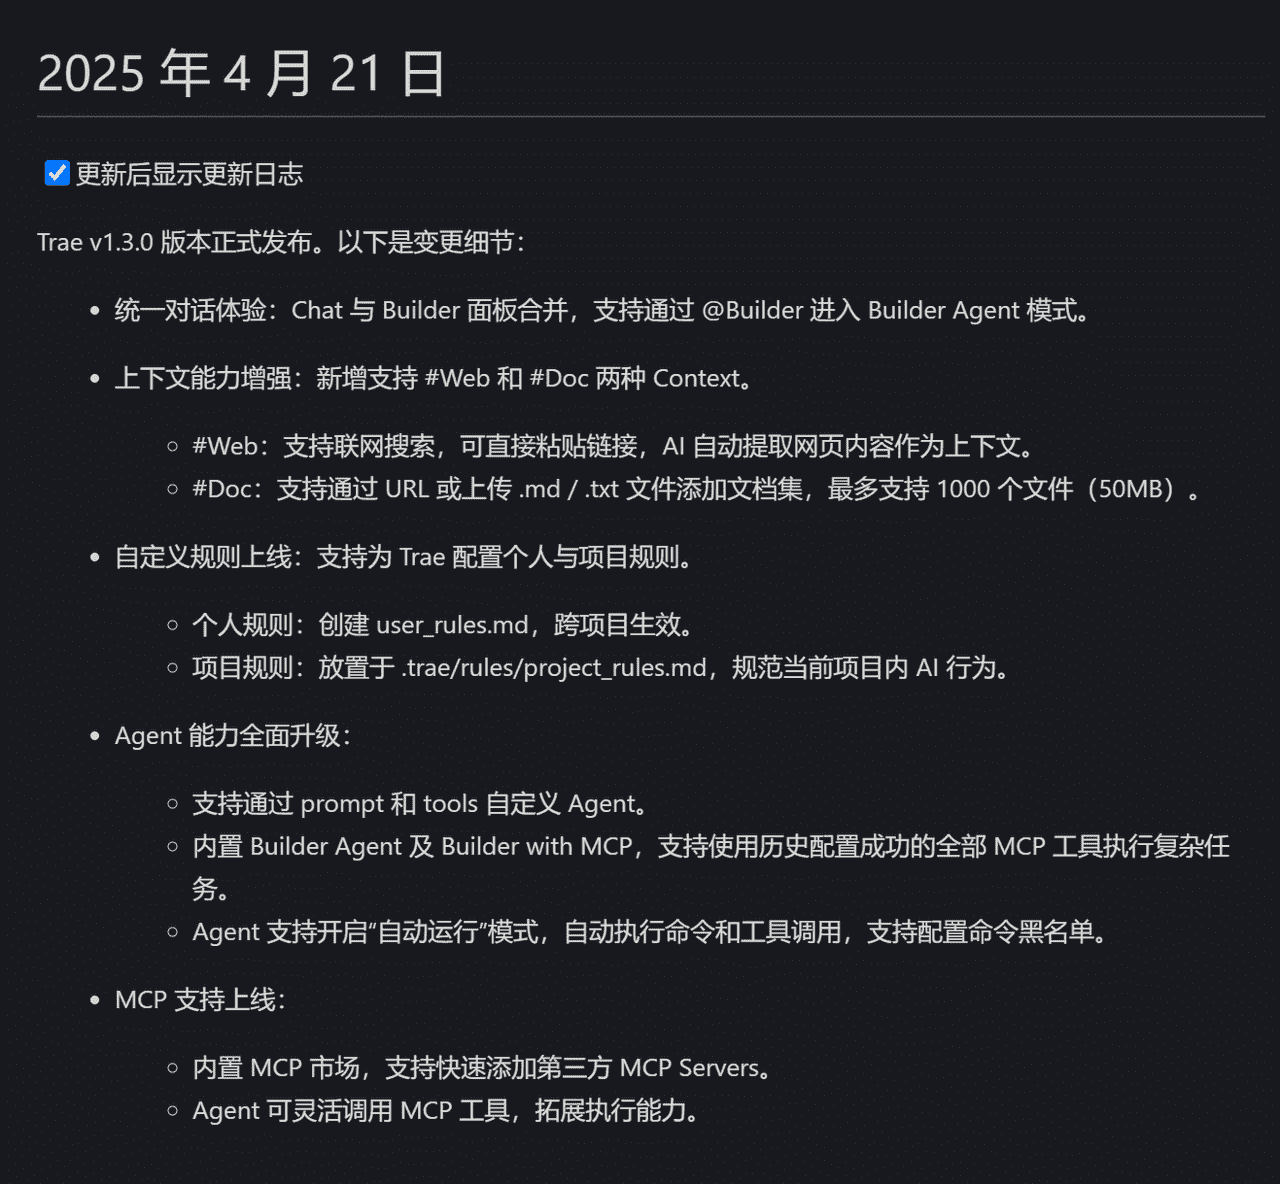 2025 年 4 月 21 日
更新后显示更新日志
Trae v1.3.0 版本正式发布。以下是变更细节：
统一对话体验：Chat 与 Builder 面板合并，支持通过 @Builder 进入 Builder Agent 模式。
上下文能力增强：新增支持 #Web 和 #Doc 两种 Context。
#Web：支持联网搜索，可直接粘贴链接，AI 自动提取网页内容作为上下文。
#Doc：支持通过 URL 或上传 .md / .txt 文件添加文档集，最多支持 1000 个文件（50MB）。
自定义规则上线：支持为 Trae 配置个人与项目规则。
个人规则：创建 user_rules.md，跨项目生效。
项目规则：放置于 .trae/rules/project_rules.md，规范当前项目内 AI 行为。
Agent 能力全面升级：
支持通过 prompt 和 tools 自定义 Agent。
内置 Builder Agent 及 Builder with MCP，支持使用历史配置成功的全部 MCP 工具执行复杂任
务。
Agent 支持开启“自动运行”模式，自动执行命令和工具调用，支持配置命令黑名单。
MCP 支持上线：
内置 MCP 市场，支持快速添加第三方 MCP Servers。
Agent 可灵活调用 MCP 工具，拓展执行能力。